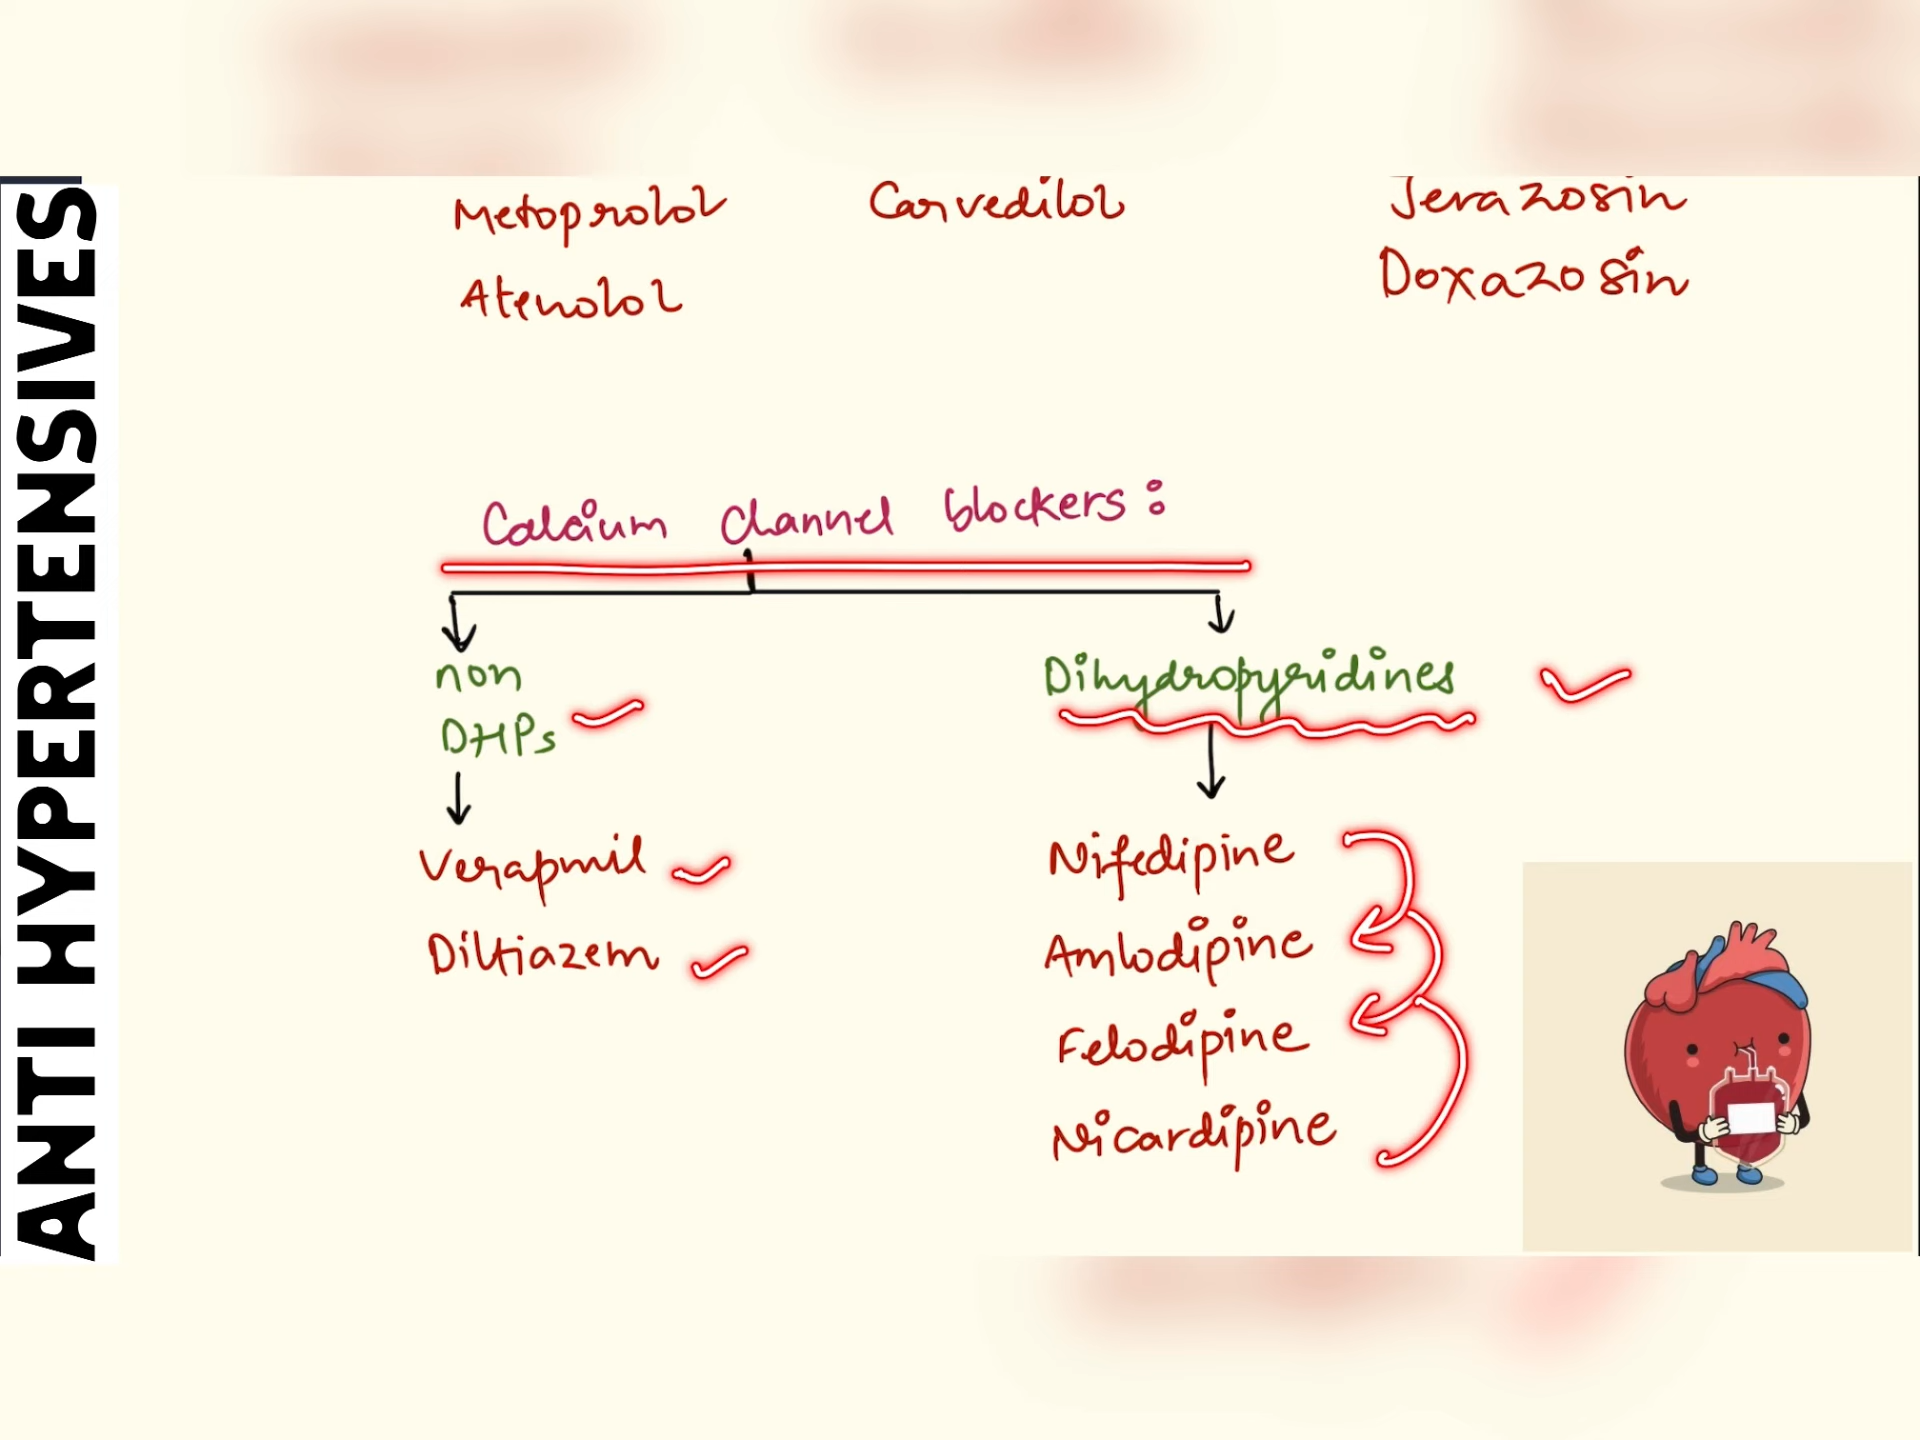 ANTI HYPERTENSIVES
Metoprolol Carvedilol Terazosin
Atenolol Doxazosin
Calcium channel blockers :
non Dihydropyridines
DHPs
Verapmil Nifedipine
Diltiazem Amlodipine
Felodipine
Nicardipine